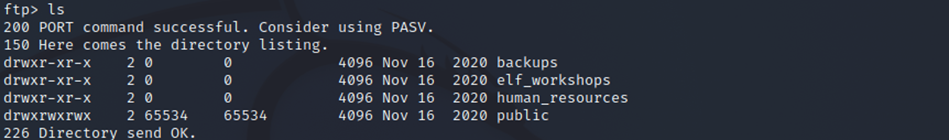 ftp> ls
200 PORT command successful. Consider using PASV.
150 Here comes the directory listing.
drwxr-xr-x    2 0        0            4096 Nov 16  2020 backups
drwxr-xr-x    2 0        0            4096 Nov 16  2020 elf_workshops
drwxr-xr-x    2 0        0            4096 Nov 16  2020 human_resources
drwxrwxrwx    2 65534    65534        4096 Nov 16  2020 public
226 Directory send OK.